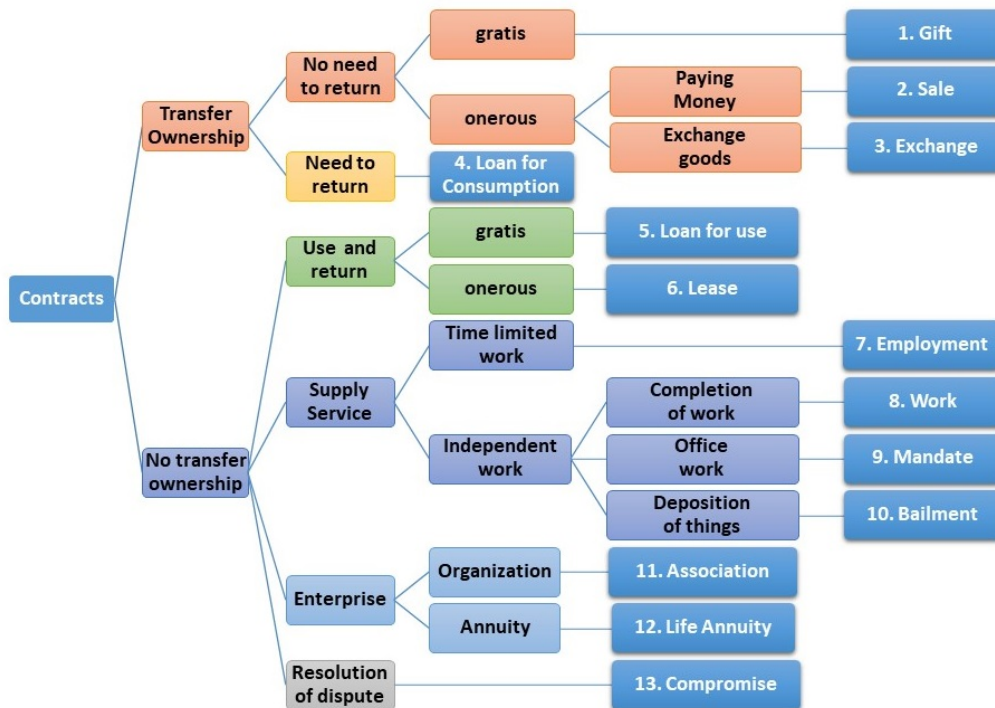 Contracts
Transfer
Ownership
No need
to return
gratis
1. Gift
onerous
Paying
Money
2. Sale
Exchange
goods
3. Exchange
Need to
return
4. Loan for
Consumption
No transfer
ownership
Use and
return
gratis
5. Loan for use
onerous
6. Lease
Supply
Service
Time limited
work
7. Employment
Independent
work
Completion
of work
8. Work
Office
work
9. Mandate
Deposition
of things
10. Bailment
Enterprise
Organization
11. Association
Annuity
12. Life Annuity
Resolution
of dispute
13. Compromise